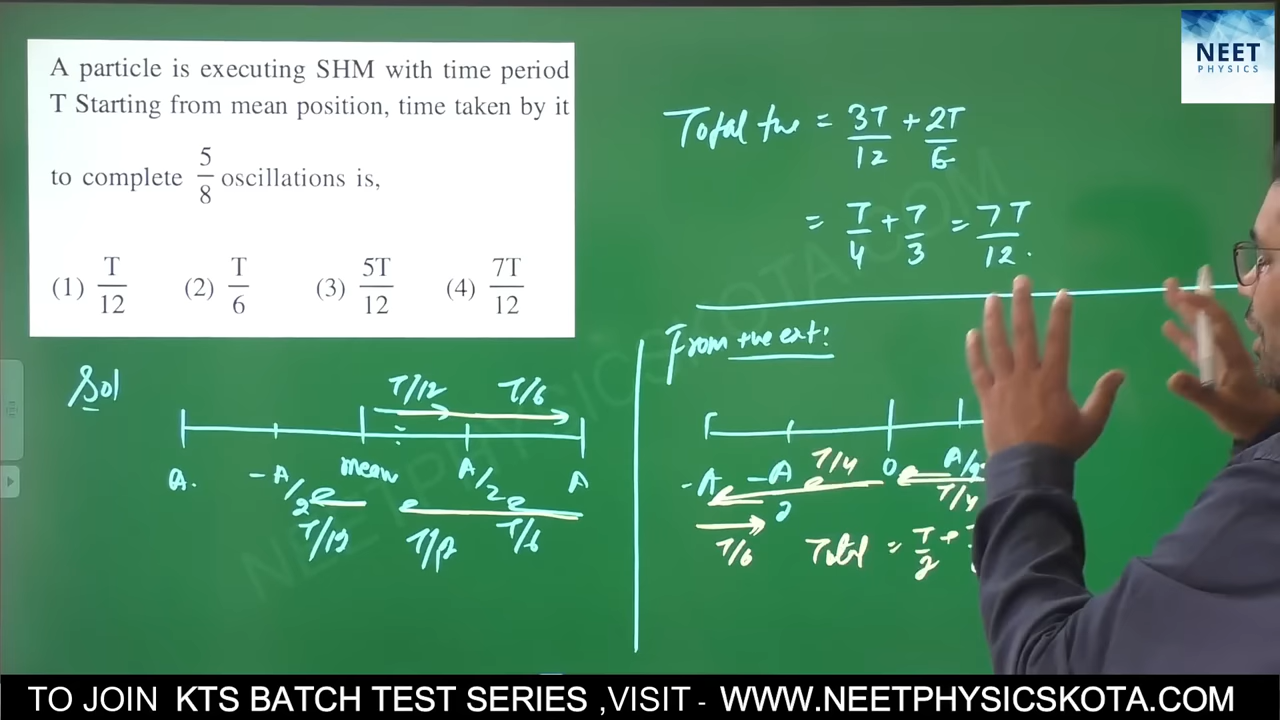 A particle is executing SHM with time period
T Starting from mean position, time taken by it
to complete 5/8 oscillations is,
(1) T/12 (2) T/6 (3) 5T/12 (4) 7T/12
NEET
PHYSICS
Total = 3T/12 + 2T/6
= T/4 + T/3 = 7T/12.
From the ext:
Sol
T/12 T/6
mean A/2 A
-A/2
T/12 T/6
-A -A/2 T/4 0
T/4
T/6 Total = T/2 +
NEETPHYSICSKOTA.COM
TO JOIN KTS BATCH TEST SERIES ,VISIT - WWW.NEETPHYSICSKOTA.COM